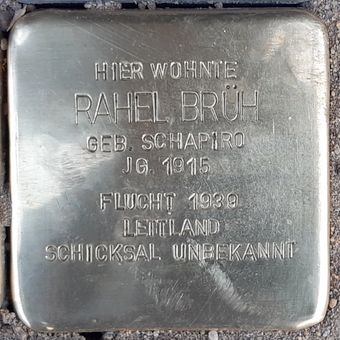 HIER WOHNTE
RAHEL BRÜH
GEB. SCHAPIRO
JG. 1915
FLUCHT 1939
LETTLAND
SCHICKSAL UNBEKANNT